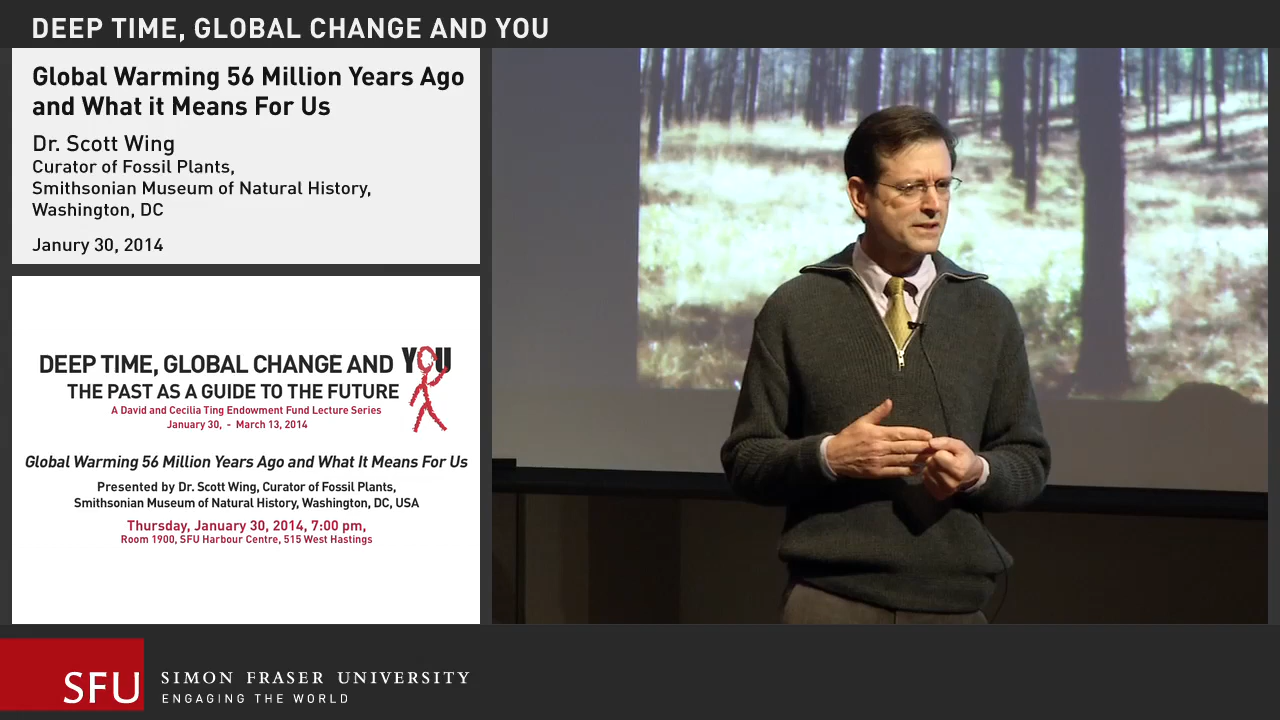 DEEP TIME, GLOBAL CHANGE AND YOU
Global Warming 56 Million Years Ago
and What it Means For Us
Dr. Scott Wing
Curator of Fossil Plants,
Smithsonian Museum of Natural History,
Washington, DC
Janury 30, 2014
DEEP TIME, GLOBAL CHANGE AND YOU
THE PAST AS A GUIDE TO THE FUTURE
A David and Cecilia Ting Endowment Fund Lecture Series
January 30, - March 13, 2014
Global Warming 56 Million Years Ago and What It Means For Us
Presented by Dr. Scott Wing, Curator of Fossil Plants,
Smithsonian Museum of Natural History, Washington, DC, USA
Thursday, January 30, 2014, 7:00 pm,
Room 1900, SFU Harbour Centre, 515 West Hastings
SFU
SIMON FRASER UNIVERSITY
ENGAGING THE WORLD